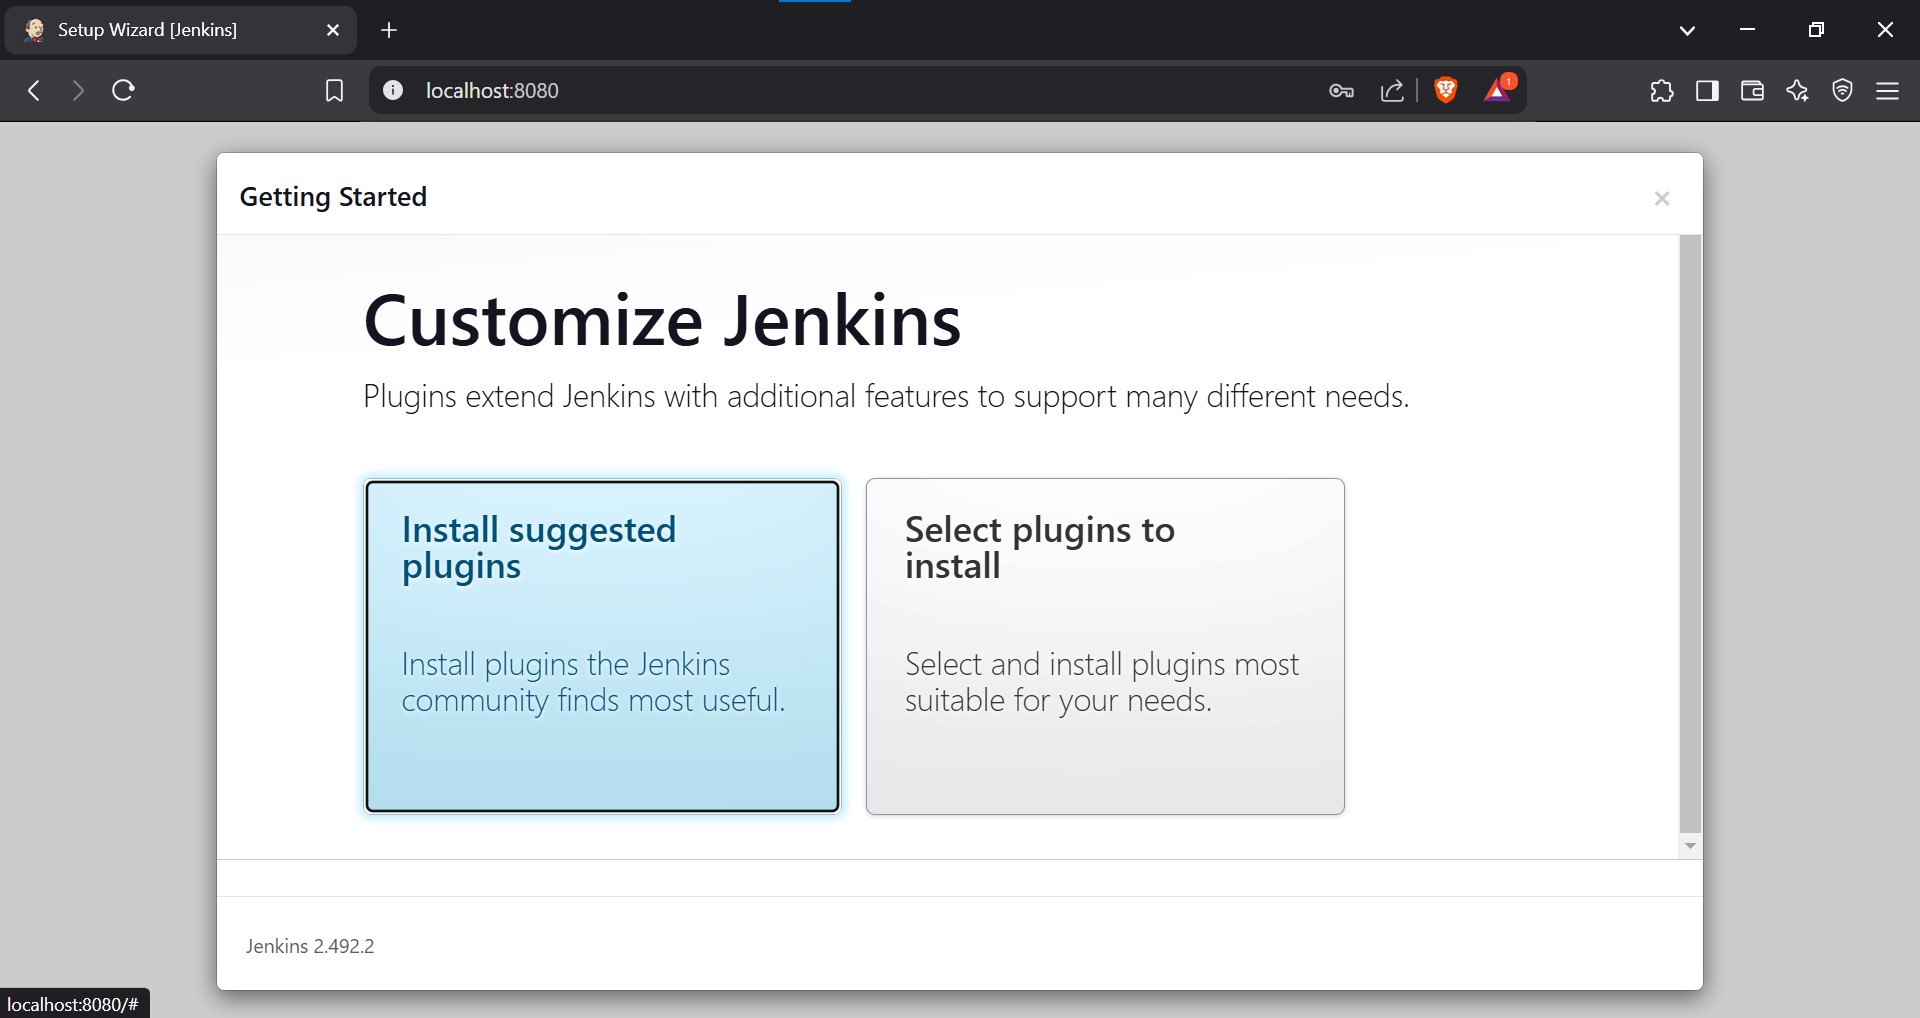 Setup Wizard [Jenkins]
localhost:8080
1
Getting Started
Customize Jenkins
Plugins extend Jenkins with additional features to support many different needs.
Install suggested
plugins
Install plugins the Jenkins
community finds most useful.
Select plugins to
install
Select and install plugins most
suitable for your needs.
Jenkins 2.492.2
localhost:8080/#